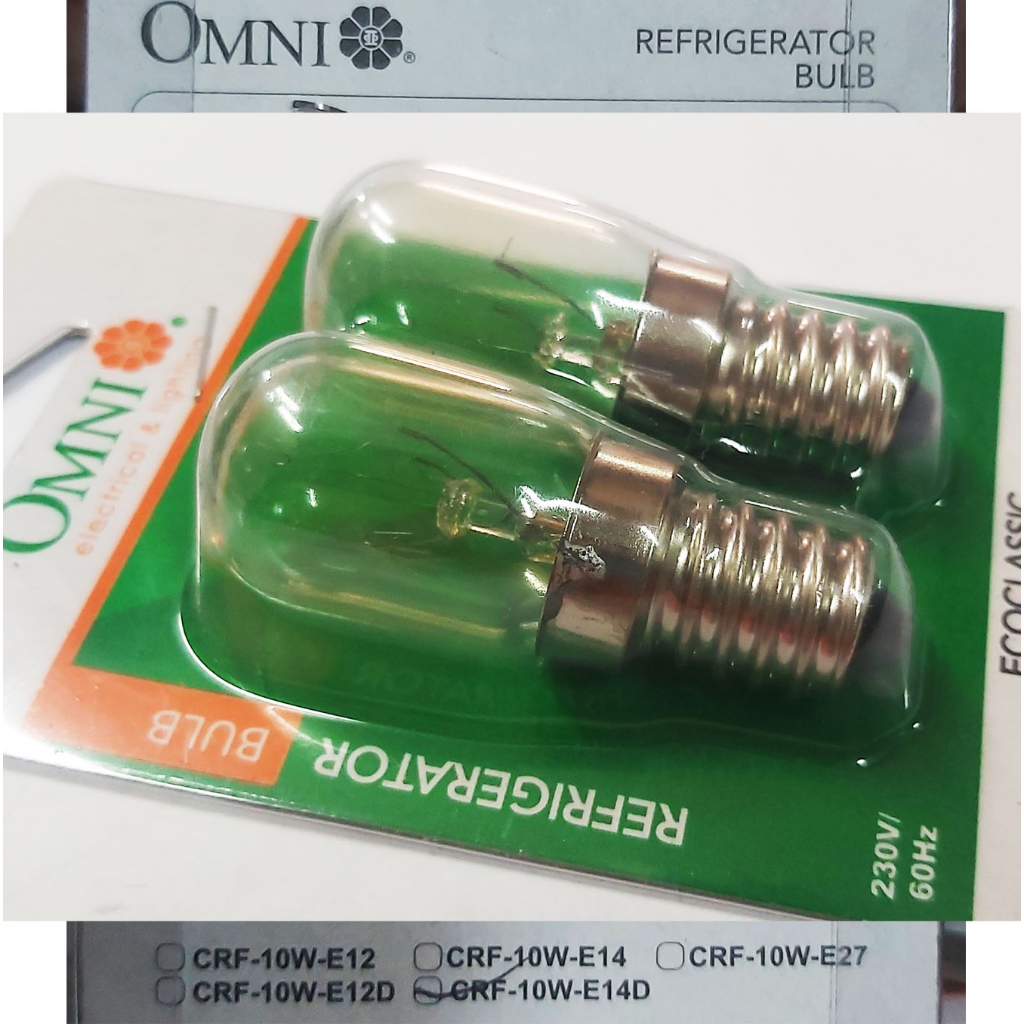 OMNI ®
REFRIGERATOR
BULB
OMNI
electrical & lighting
BULB
REFRIGERATOR
230V/
60Hz
ECOCLASSIC
CRF-10W-E12
CRF-10W-E14
CRF-10W-E27
CRF-10W-E12D
CRF-10W-E14D